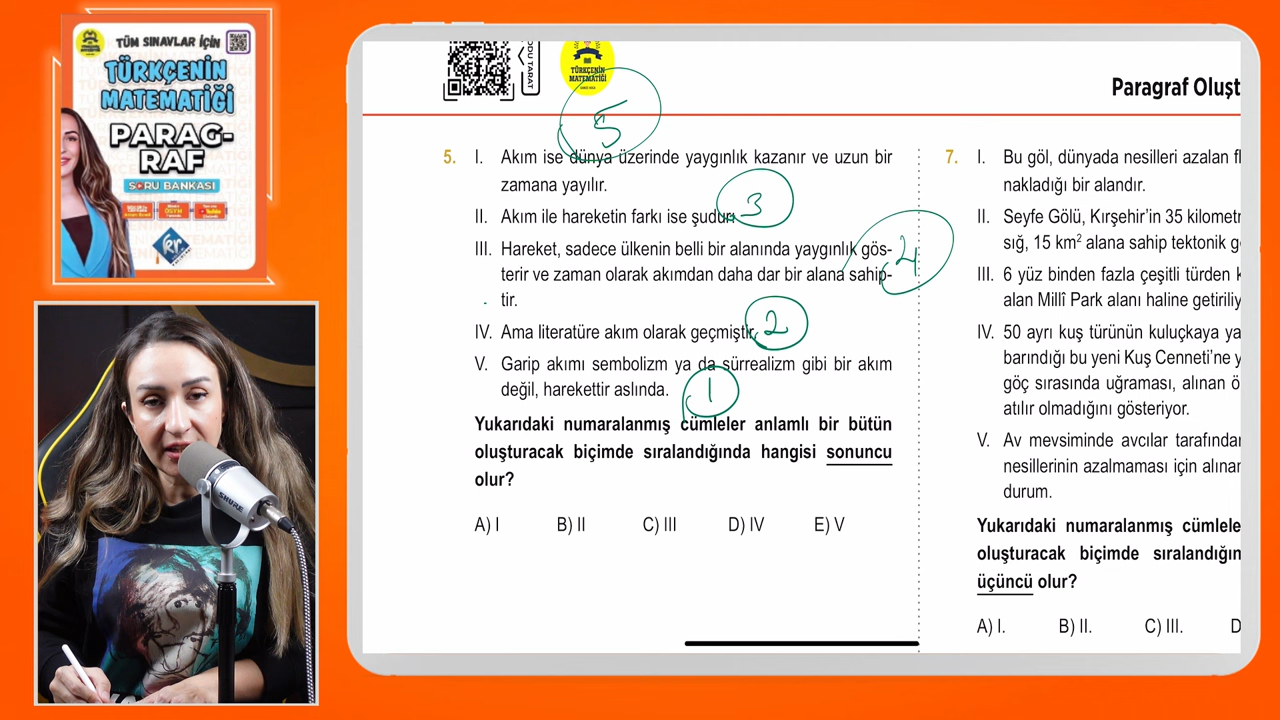 TÜM SINAVLAR İÇİN
TÜRKÇENİN
MATEMATİĞİ
PARAG-
RAF
SORU BANKASI
SHURE
TÜRKÇENİN
MATEMATİĞİ
Paragraf Oluşt
5
5. I. Akım ise dünya üzerinde yaygınlık kazanır ve uzun bir
zamana yayılır.
II. Akım ile hareketin farkı ise şudur: 3
III. Hareket, sadece ülkenin belli bir alanında yaygınlık gös-
terir ve zaman olarak akımdan daha dar bir alana sahip-
tir.
4
IV. Ama literatüre akım olarak geçmiştir. 2
V. Garip akımı sembolizm ya da sürrealizm gibi bir akım
değil, harekettir aslında. 1
Yukarıdaki numaralanmış cümleler anlamlı bir bütün
oluşturacak biçimde sıralandığında hangisi sonuncu
olur?
A) I B) II C) III D) IV E) V
7. I. Bu göl, dünyada nesilleri azalan fl
nakladığı bir alandır.
II. Seyfe Gölü, Kırşehir'in 35 kilometr
sığ, 15 km² alana sahip tektonik g
III. 6 yüz binden fazla çeşitli türden k
alan Millî Park alanı haline getiriliy
IV. 50 ayrı kuş türünün kuluçkaya ya
barındığı bu yeni Kuş Cenneti'ne y
göç sırasında uğraması, alınan ö
atılır olmadığını gösteriyor.
V. Av mevsiminde avcılar tarafından
nesillerinin azalmaması için alınar
durum.
Yukarıdaki numaralanmış cümlele
oluşturacak biçimde sıralandığın
üçüncü olur?
A) I. B) II. C) III. D